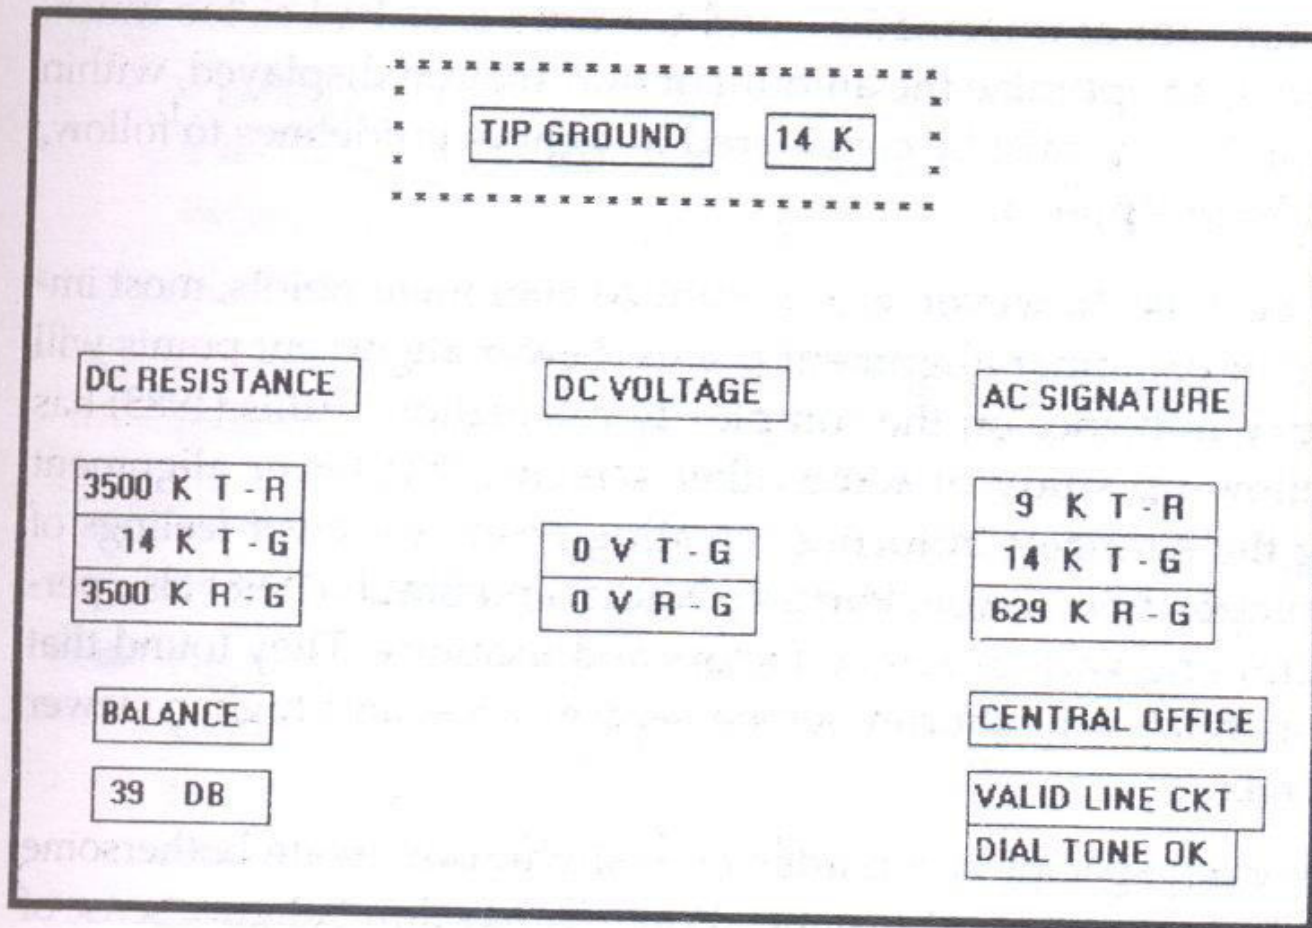 TIP GROUND 14 K
DC RESISTANCE
3500 K T - R
14 K T - G
3500 K R - G
DC VOLTAGE
0 V T - G
0 V R - G
AC SIGNATURE
9 K T - R
14 K T - G
629 K R - G
BALANCE
39 DB
CENTRAL OFFICE
VALID LINE CKT
DIAL TONE OK